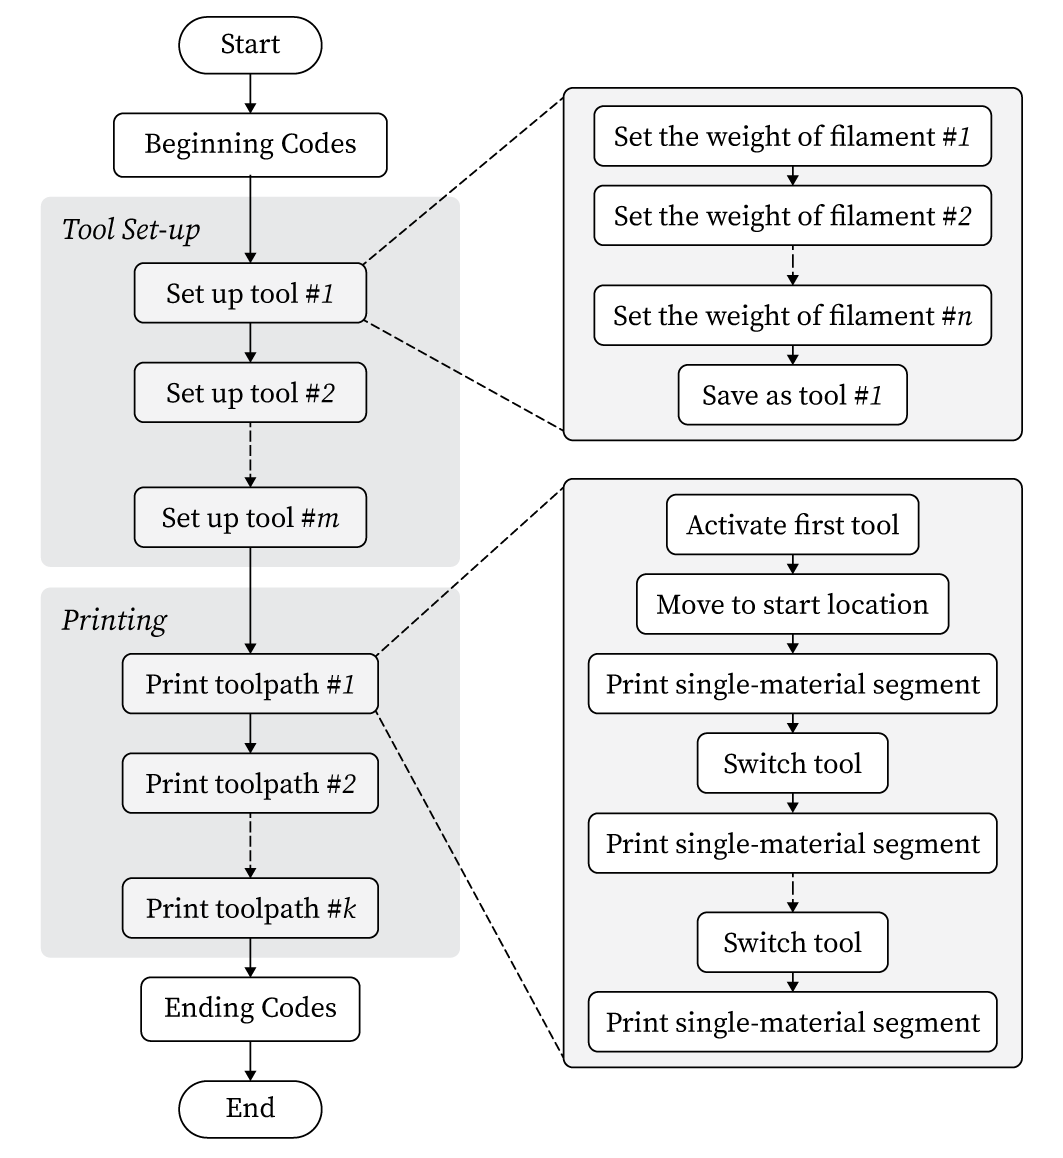 Start
Beginning Codes
Tool Set-up
Set up tool #1
Set up tool #2
Set up tool #m
Printing
Print toolpath #1
Print toolpath #2
Print toolpath #k
Ending Codes
End
Set the weight of filament #1
Set the weight of filament #2
Set the weight of filament #n
Save as tool #1
Activate first tool
Move to start location
Print single-material segment
Switch tool
Print single-material segment
Switch tool
Print single-material segment